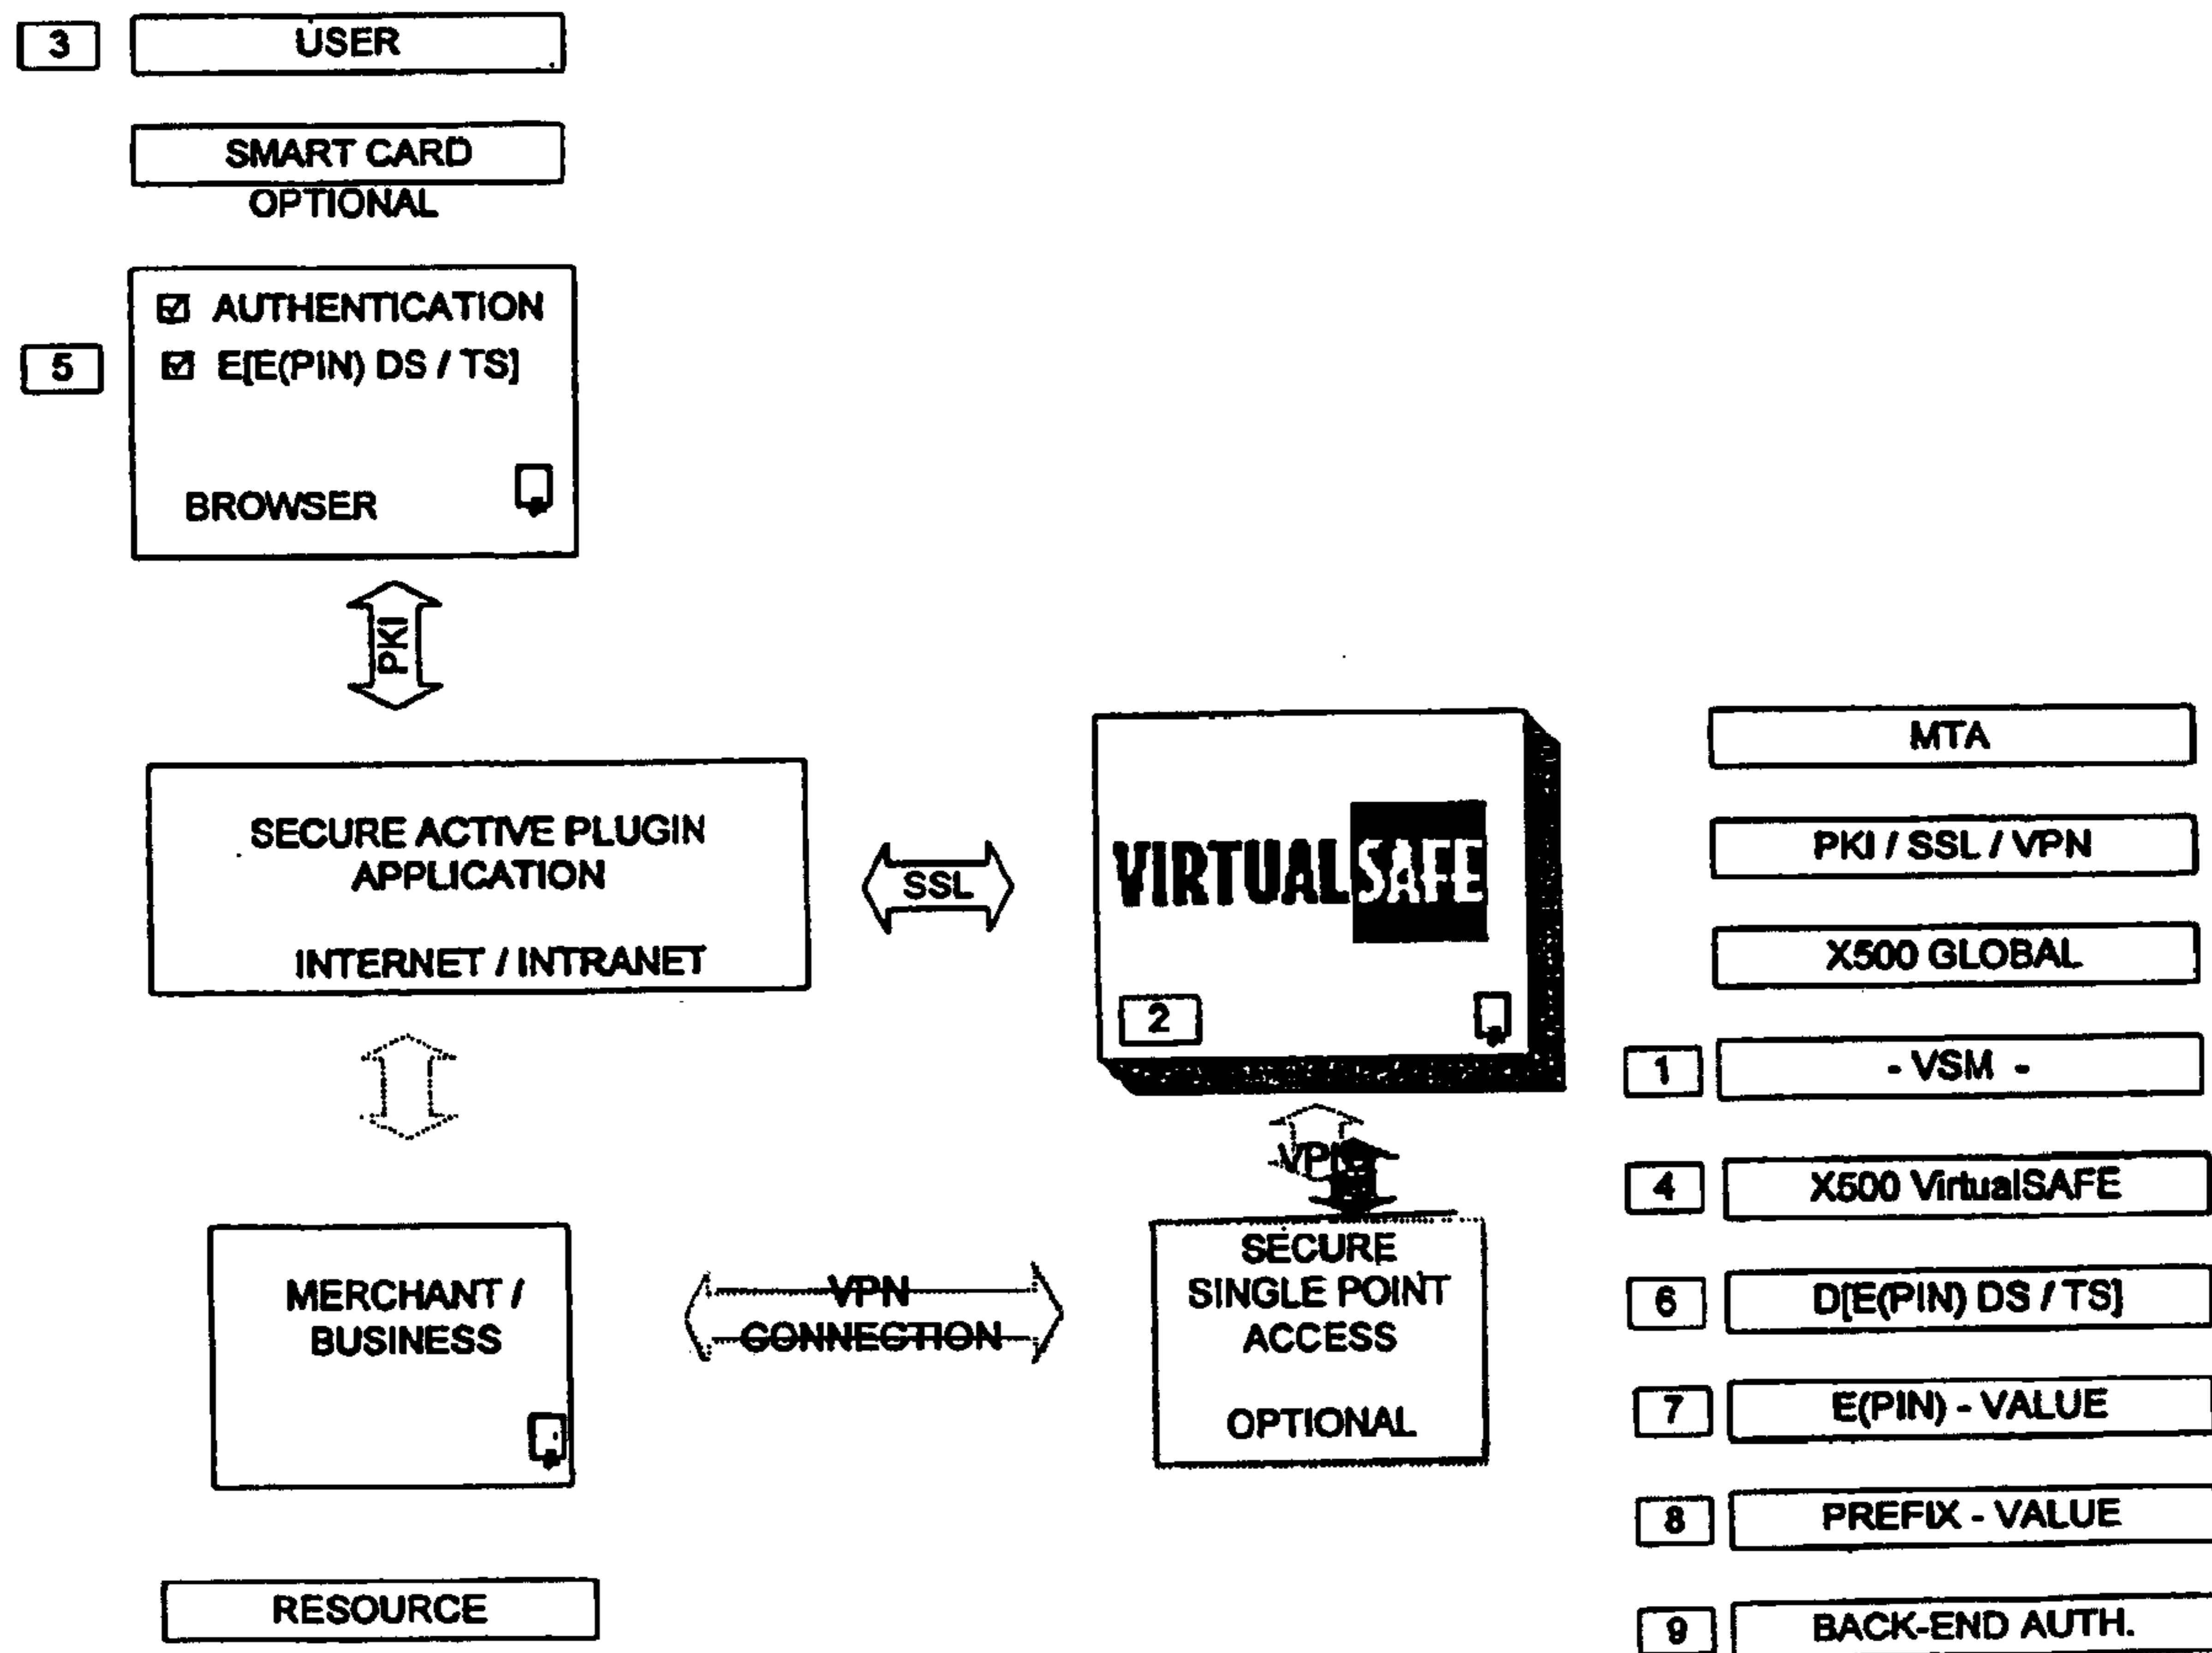 3
USER
SMART CARD
OPTIONAL
AUTHENTICATION
5
E[E(PIN) DS / TS]
BROWSER
PKI
SECURE ACTIVE PLUGIN
APPLICATION
INTERNET / INTRANET
SSL
VIRTUALSAFE
2
MTA
PKI / SSL / VPN
X500 GLOBAL
1
- VSM -
4
X500 VirtualSAFE
6
D[E(PIN) DS / TS]
7
E(PIN) - VALUE
8
PREFIX - VALUE
9
BACK-END AUTH.
VPN
SECURE
SINGLE POINT
ACCESS
OPTIONAL
VPN
CONNECTION
MERCHANT /
BUSINESS
RESOURCE